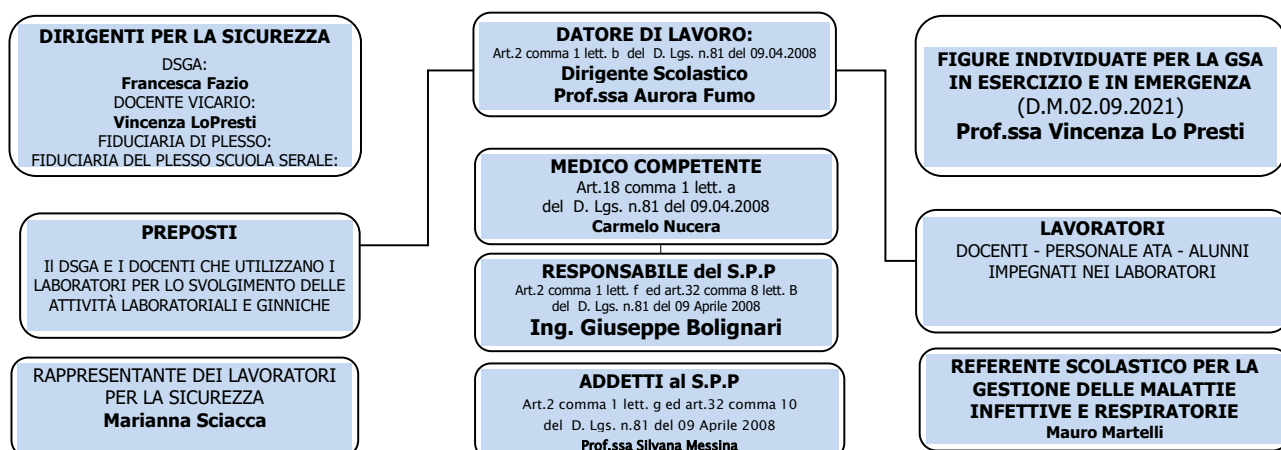 DIRIGENTI PER LA SICUREZZA
DSGA:
Francesca Fazio
DOCENTE VICARIO:
Vincenza LoPresti
FIDUCIARIA DI PLESSO:
FIDUCIARIA DEL PLESSO SCUOLA SERALE:
DATORE DI LAVORO:
Art.2 comma 1 lett. b del D. Lgs. n.81 del 09.04.2008
Dirigente Scolastico
Prof.ssa Aurora Fumo
FIGURE INDIVIDUATE PER LA GSA
IN ESERCIZIO E IN EMERGENZA
(D.M.02.09.2021)
Prof.ssa Vincenza Lo Presti
MEDICO COMPETENTE
Art.18 comma 1 lett. a
del D. Lgs. n.81 del 09.04.2008
Carmelo Nucera
PREPOSTI
Il DSGA E I DOCENTI CHE UTILIZZANO I
LABORATORI PER LO SVOLGIMENTO DELLE
ATTIVITÀ LABORATORIALI E GINNICHE
LAVORATORI
DOCENTI - PERSONALE ATA - ALUNNI
IMPEGNATI NEI LABORATORI
RESPONSABILE del S.P.P
Art.2 comma 1 lett. f ed art.32 comma 8 lett. B
del D. Lgs. n.81 del 09 Aprile 2008
Ing. Giuseppe Bolignari
RAPPRESENTANTE DEI LAVORATORI
PER LA SICUREZZA
Marianna Sciacca
ADDETTI al S.P.P
Art.2 comma 1 lett. g ed art.32 comma 10
del D. Lgs. n.81 del 09 Aprile 2008
Prof.ssa Silvana Messina
REFERENTE SCOLASTICO PER LA
GESTIONE DELLE MALATTIE
INFETTIVE E RESPIRATORIE
Mauro Martelli